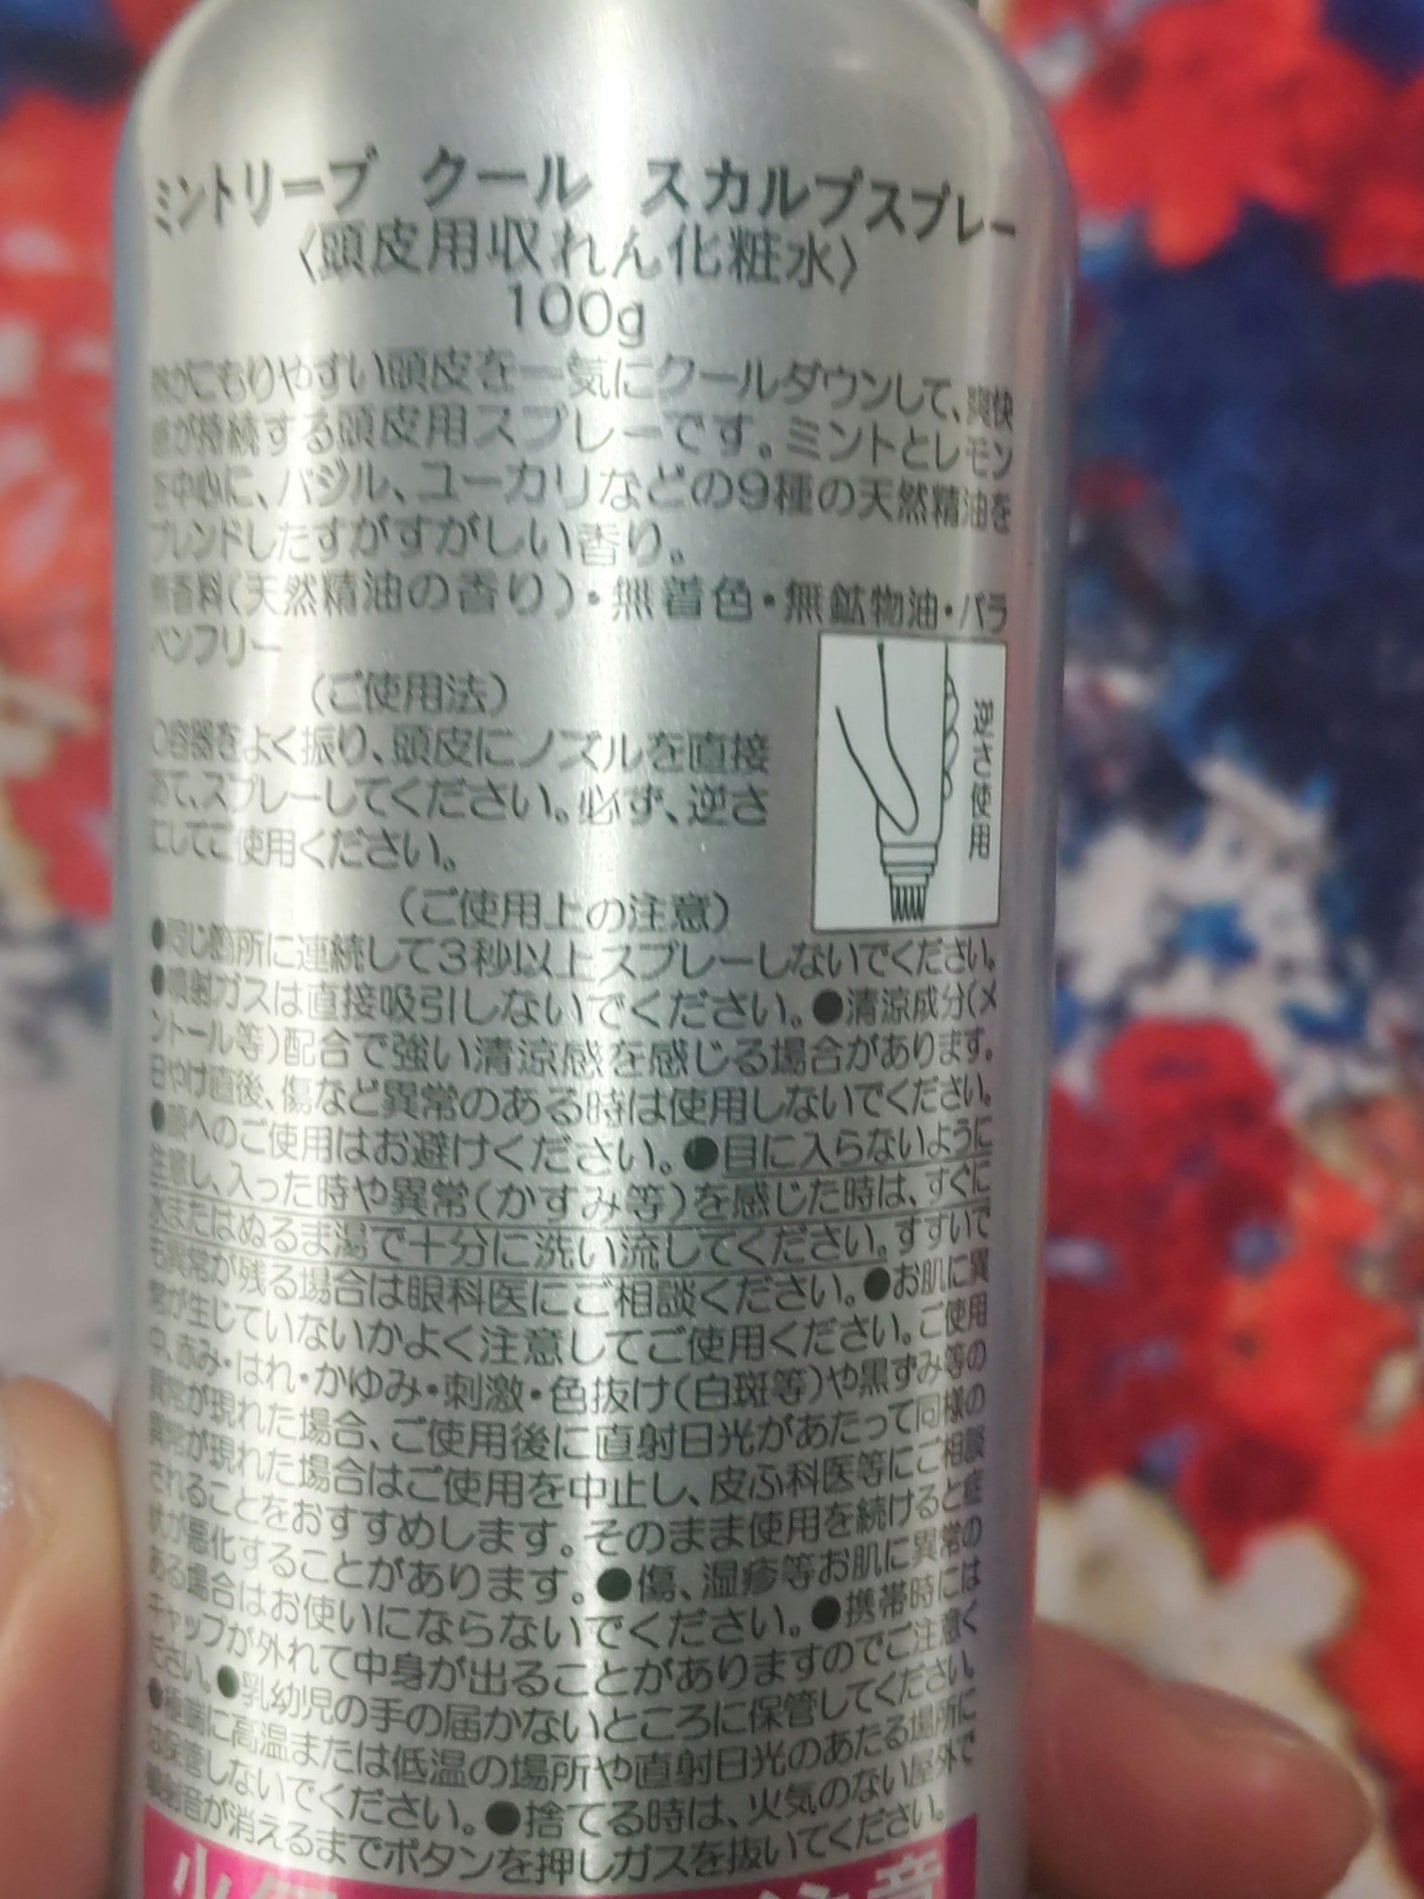 ミントリーブ クール スカルプスプレー
〈頭皮用収れん化粧水〉
100g
熱がこもりやすい頭皮を一気にクールダウンして、爽快
感が持続する頭皮用スプレーです。ミントとレモン
を中心に、バジル、ユーカリなどの9種の天然精油を
ブレンドしたすがすがしい香り。
無香料(天然精油の香り)・無着色・無鉱物油・パラ
ベンフリー
(ご使用法)
○容器をよく振り、頭皮にノズルを直接
あて、スプレーしてください。必ず、逆さ
にしてご使用ください。
逆さ使用
(ご使用上の注意)
●同じ箇所に連続して3秒以上スプレーしないでください。
●噴射ガスは直接吸引しないでください。●清涼成分(メ
ントール等)配合で強い清涼感を感じる場合があります。
日やけ直後、傷など異常のある時は使用しないでください。
●顔へのご使用はお避けください。●目に入らないように
注意し、入った時や異常(かすみ等)を感じた時は、すぐに
水またはぬるま湯で十分に洗い流してください。すすいで
も異常が残る場合は眼科医にご相談ください。●お肌に異
常が生じていないかよく注意してご使用ください。ご使用
中、赤み・はれ・かゆみ・刺激・色抜け(白斑等)や黒ずみ等の
異常が現れた場合、ご使用後に直射日光があたって同様の
異常が現れた場合はご使用を中止し、皮ふ科医等にご相談
されることをおすすめします。そのまま使用を続けると症
状が悪化することがあります。●傷、湿疹等お肌に異常の
ある場合はお使いにならないでください。●携帯時には
キャップが外れて中身が出ることがありますのでご注意く
ださい。●乳幼児の手の届かないところに保管してください。
●極端に高温または低温の場所や直射日光のあたる場所に
は保管しないでください。●捨てる時は、火気のない屋外で
噴射音が消えるまでボタンを押しガスを抜いてください。